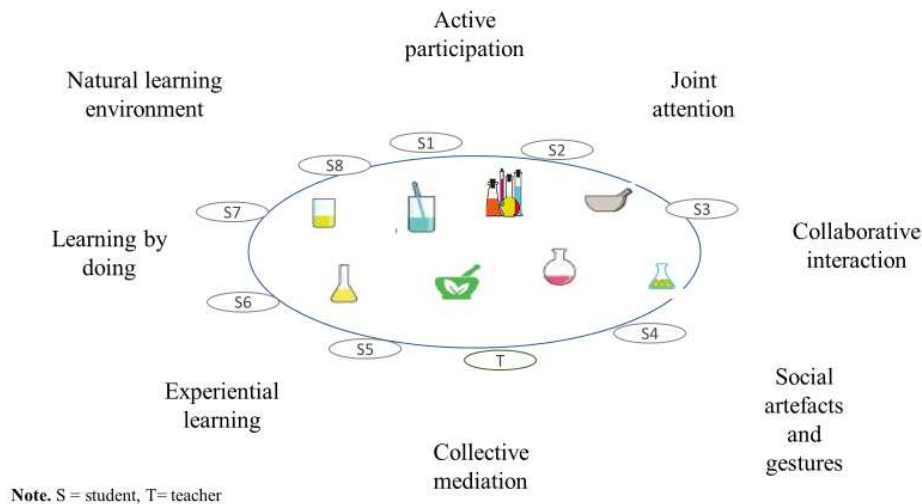 Active
participation
Natural learning
environment
Joint
attention
S1
S2
S8
S7
S3
Learning by
doing
Collaborative
interaction
S6
S4
S5
T
Experiential
learning
Social
artefacts
and
gestures
Collective
mediation
Note. S = student, T= teacher